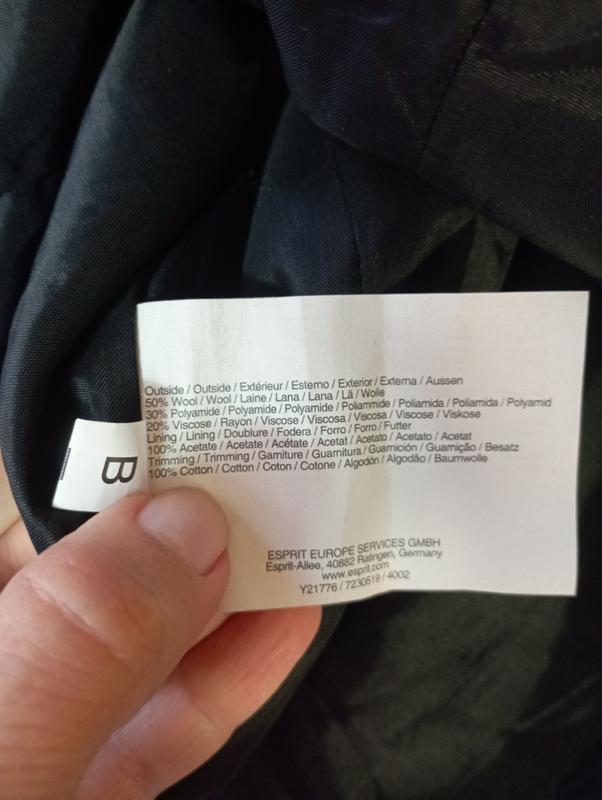 Outside / Outside / Extérieur / Esterno / Exterior / Externa / Aussen
50% Wool / Wool / Laine / Lana / Lana / Lã / Wolle
30% Polyamide / Polyamide / Polyamide / Poliammide / Poliamida / Poliamida / Polyamid
20% Viscose / Rayon / Viscose / Viscosa / Viscosa / Viscose / Viskose
Lining / Lining / Doublure / Fodera / Forro / Forro / Futter
100% Acetate / Acetate / Acétate / Acetat / Acetato / Acetato / Acetat
Trimming / Trimming / Garniture / Guarnitura / Guarnición / Guarnição / Besatz
100% Cotton / Cotton / Coton / Cotone / Algodón / Algodão / Baumwolle
B
ESPRIT EUROPE SERVICES GMBH
Esprit-Allee, 40882 Ratingen, Germany
www.esprit.com
Y21776 / 7230519 / 4002